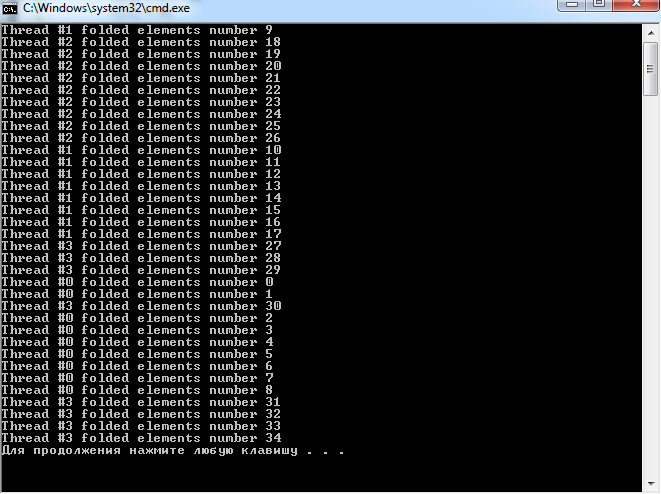 C:\Windows\system32\cmd.exe
Thread #1 folded elements number 9
Thread #2 folded elements number 18
Thread #2 folded elements number 19
Thread #2 folded elements number 20
Thread #2 folded elements number 21
Thread #2 folded elements number 22
Thread #2 folded elements number 23
Thread #2 folded elements number 24
Thread #2 folded elements number 25
Thread #2 folded elements number 26
Thread #1 folded elements number 10
Thread #1 folded elements number 11
Thread #1 folded elements number 12
Thread #1 folded elements number 13
Thread #1 folded elements number 14
Thread #1 folded elements number 15
Thread #1 folded elements number 16
Thread #1 folded elements number 17
Thread #3 folded elements number 27
Thread #3 folded elements number 28
Thread #3 folded elements number 29
Thread #0 folded elements number 0
Thread #0 folded elements number 1
Thread #3 folded elements number 30
Thread #0 folded elements number 2
Thread #0 folded elements number 3
Thread #0 folded elements number 4
Thread #0 folded elements number 5
Thread #0 folded elements number 6
Thread #0 folded elements number 7
Thread #0 folded elements number 8
Thread #3 folded elements number 31
Thread #3 folded elements number 32
Thread #3 folded elements number 33
Thread #3 folded elements number 34
Для продолжения нажмите любую клавишу . . .